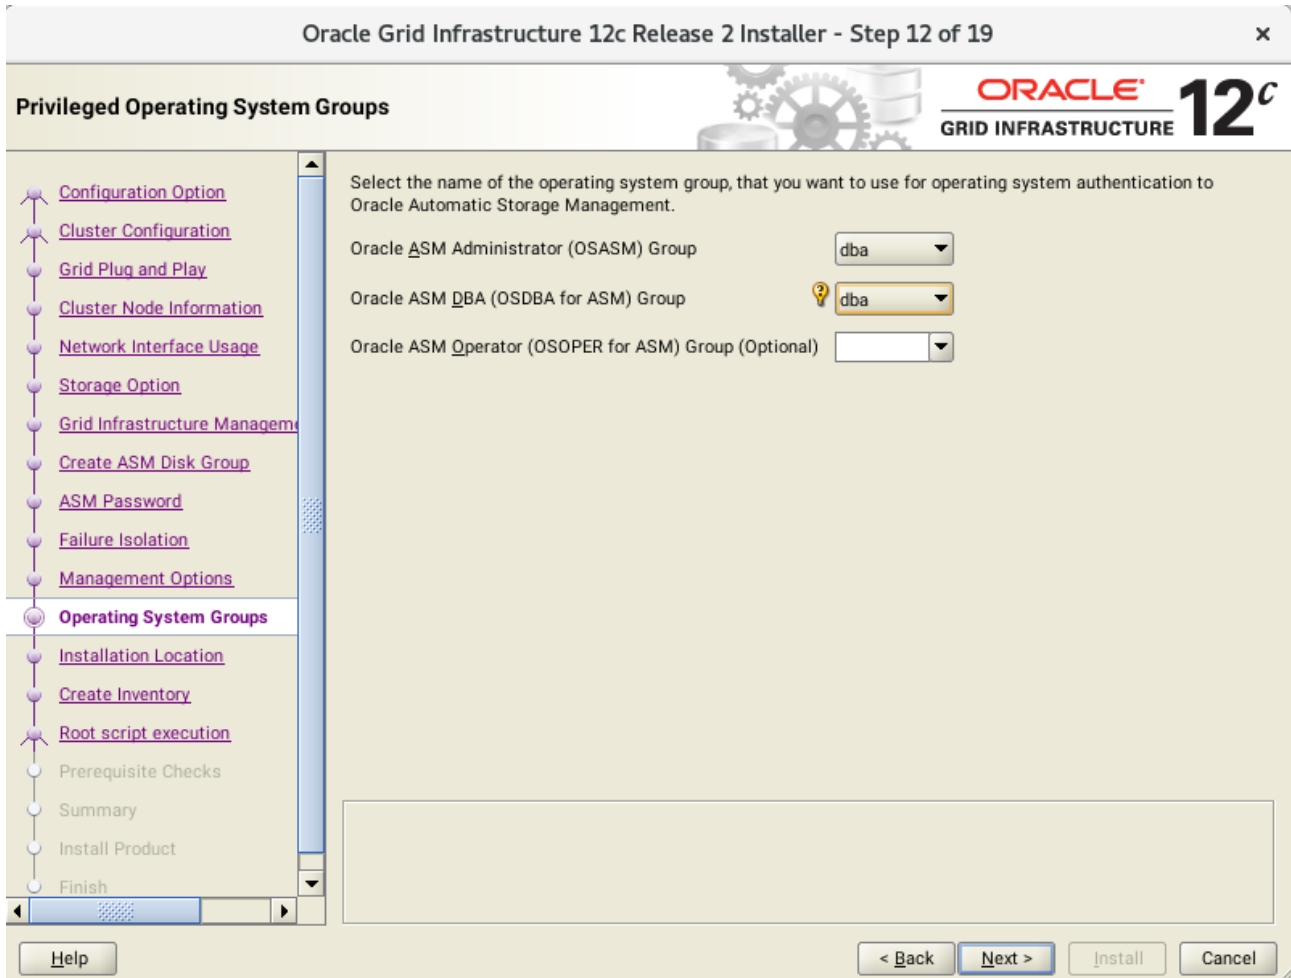 Oracle Grid Infrastructure 12c Release 2 Installer - Step 12 of 19
Privileged Operating System Groups
ORACLE
GRID INFRASTRUCTURE
12c
Configuration Option
Cluster Configuration
Grid Plug and Play
Cluster Node Information
Network Interface Usage
Storage Option
Grid Infrastructure Managem
Create ASM Disk Group
ASM Password
Failure Isolation
Management Options
Operating System Groups
Installation Location
Create Inventory
Root script execution
Prerequisite Checks
Summary
Install Product
Finish
Select the name of the operating system group, that you want to use for operating system authentication to
Oracle Automatic Storage Management.
Oracle ASM Administrator (OSASM) Group dba
Oracle ASM DBA (OSDBA for ASM) Group dba
Oracle ASM Operator (OSOPER for ASM) Group (Optional)
Help
< Back
Next >
Install
Cancel